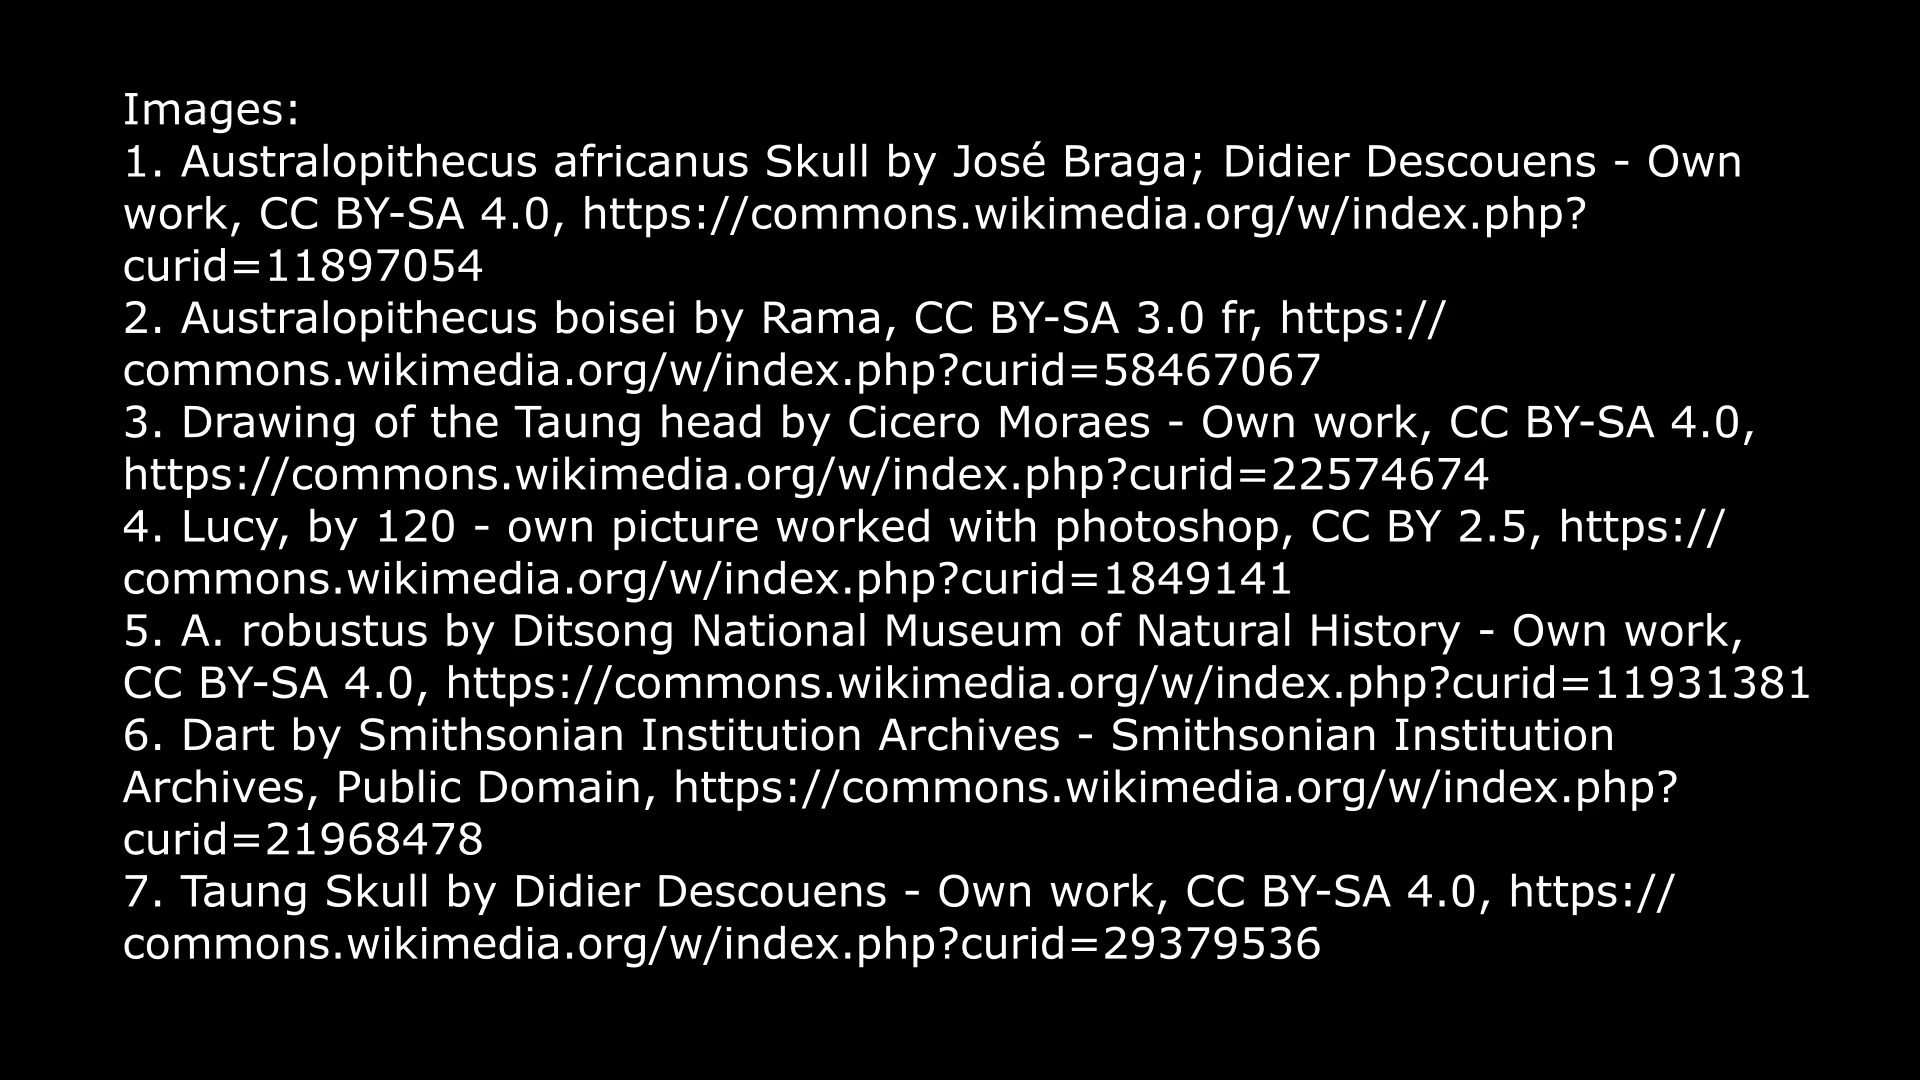 Images:
1. Australopithecus africanus Skull by José Braga; Didier Descouens - Own
work, CC BY-SA 4.0, https://commons.wikimedia.org/w/index.php?
curid=11897054
2. Australopithecus boisei by Rama, CC BY-SA 3.0 fr, https://
commons.wikimedia.org/w/index.php?curid=58467067
3. Drawing of the Taung head by Cicero Moraes - Own work, CC BY-SA 4.0,
https://commons.wikimedia.org/w/index.php?curid=22574674
4. Lucy, by 120 - own picture worked with photoshop, CC BY 2.5, https://
commons.wikimedia.org/w/index.php?curid=1849141
5. A. robustus by Ditsong National Museum of Natural History - Own work,
CC BY-SA 4.0, https://commons.wikimedia.org/w/index.php?curid=11931381
6. Dart by Smithsonian Institution Archives - Smithsonian Institution
Archives, Public Domain, https://commons.wikimedia.org/w/index.php?
curid=21968478
7. Taung Skull by Didier Descouens - Own work, CC BY-SA 4.0, https://
commons.wikimedia.org/w/index.php?curid=29379536